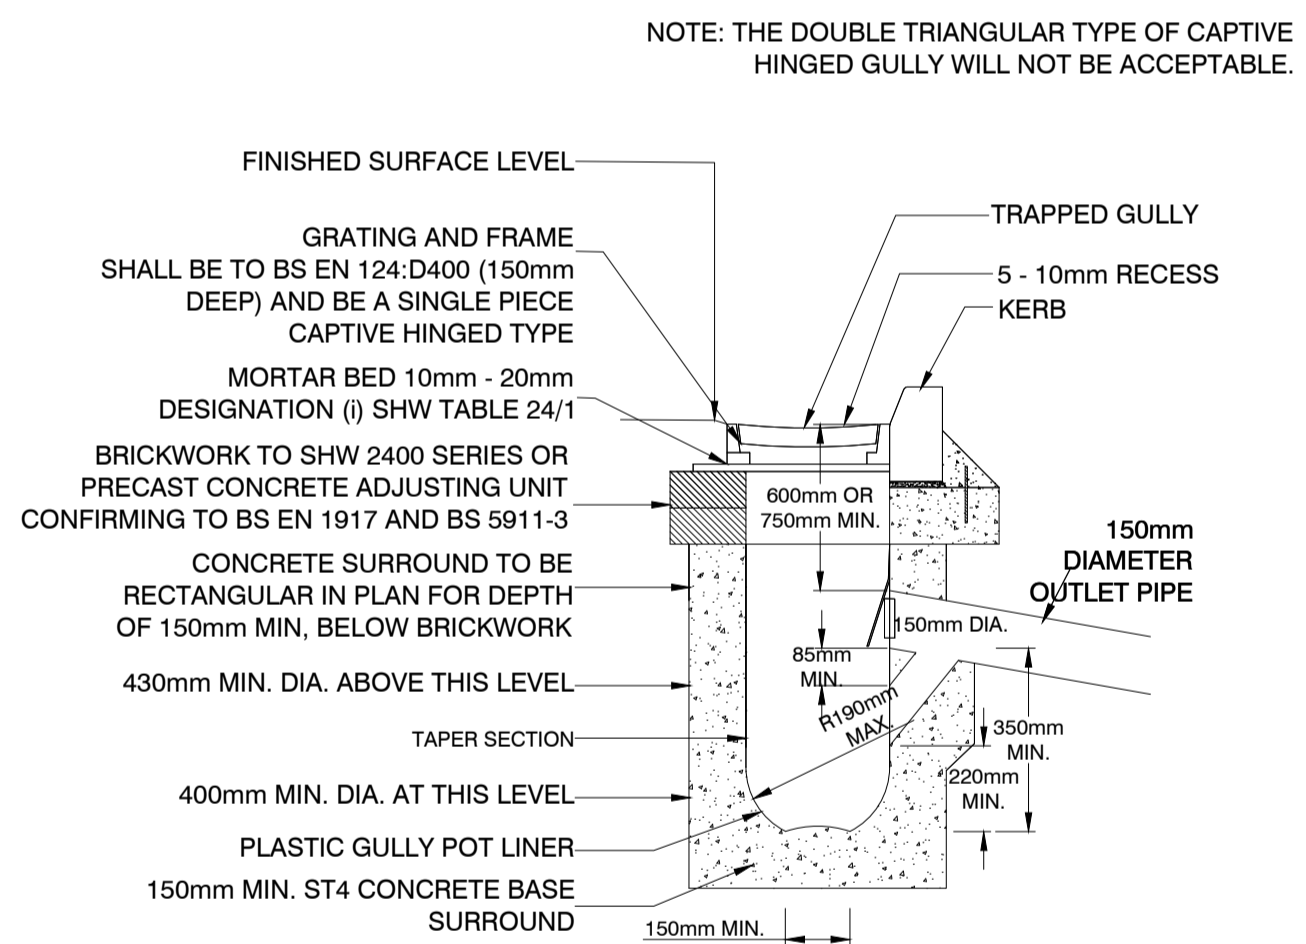 NOTE: THE DOUBLE TRIANGULAR TYPE OF CAPTIVE
HINGED GULLY WILL NOT BE ACCEPTABLE.
FINISHED SURFACE LEVEL
GRATING AND FRAME
SHALL BE TO BS EN 124:D400 (150mm
DEEP) AND BE A SINGLE PIECE
CAPTIVE HINGED TYPE
MORTAR BED 10mm - 20mm
DESIGNATION (i) SHW TABLE 24/1
BRICKWORK TO SHW 2400 SERIES OR
PRECAST CONCRETE ADJUSTING UNIT
CONFIRMING TO BS EN 1917 AND BS 5911-3
CONCRETE SURROUND TO BE
RECTANGULAR IN PLAN FOR DEPTH
OF 150mm MIN, BELOW BRICKWORK
430mm MIN. DIA. ABOVE THIS LEVEL
TAPER SECTION
400mm MIN. DIA. AT THIS LEVEL
PLASTIC GULLY POT LINER
150mm MIN. ST4 CONCRETE BASE
SURROUND
TRAPPED GULLY
5 - 10mm RECESS
KERB
600mm OR
750mm MIN.
150mm
DIAMETER
OUTLET PIPE
150mm DIA.
85mm
MIN.
R190mm
MAX.
350mm
MIN.
220mm
MIN.
150mm MIN.